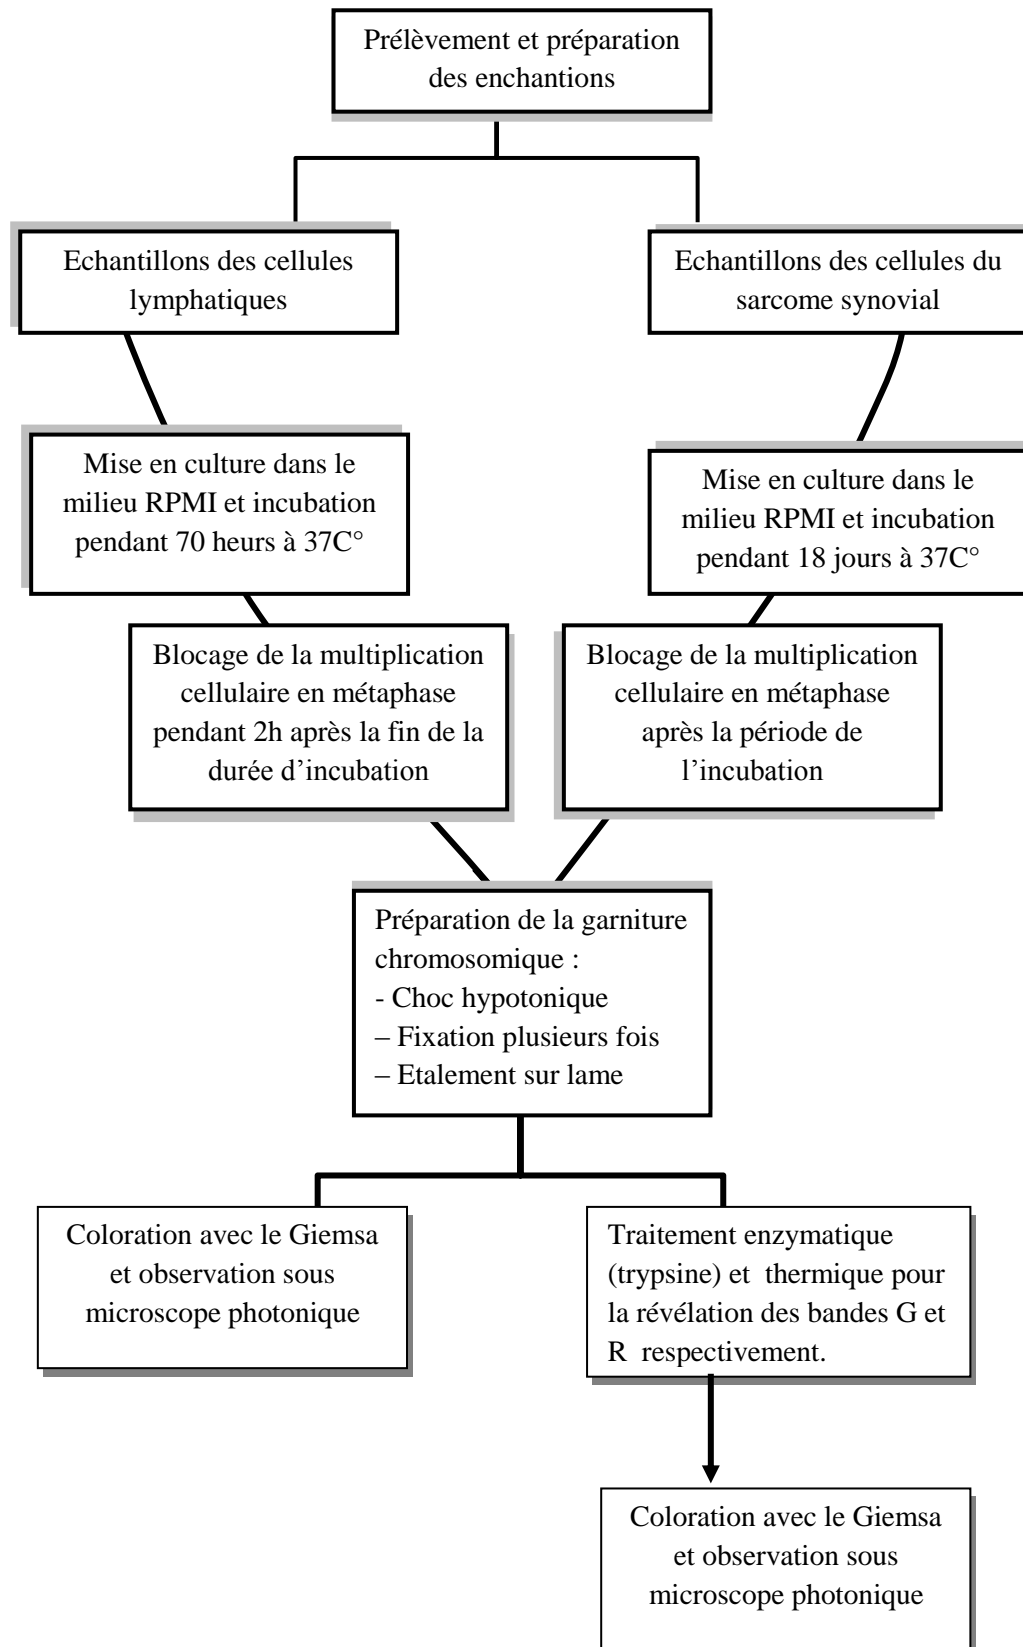 Prélèvement et préparation
des enchantions
Echantillons des cellules
lymphatiques
Echantillons des cellules du
sarcome synovial
Mise en culture dans le
milieu RPMI et incubation
pendant 70 heurs à 37C°
Mise en culture dans le
milieu RPMI et incubation
pendant 18 jours à 37C°
Blocage de la multiplication
cellulaire en métaphase
pendant 2h après la fin de la
durée d’incubation
Blocage de la multiplication
cellulaire en métaphase
après la période de
l’incubation
Préparation de la garniture
chromosomique :
- Choc hypotonique
– Fixation plusieurs fois
– Etalement sur lame
Coloration avec le Giemsa
et observation sous
microscope photonique
Traitement enzymatique
(trypsine) et thermique pour
la révélation des bandes G et
R respectivement.
Coloration avec le Giemsa
et observation sous
microscope photonique